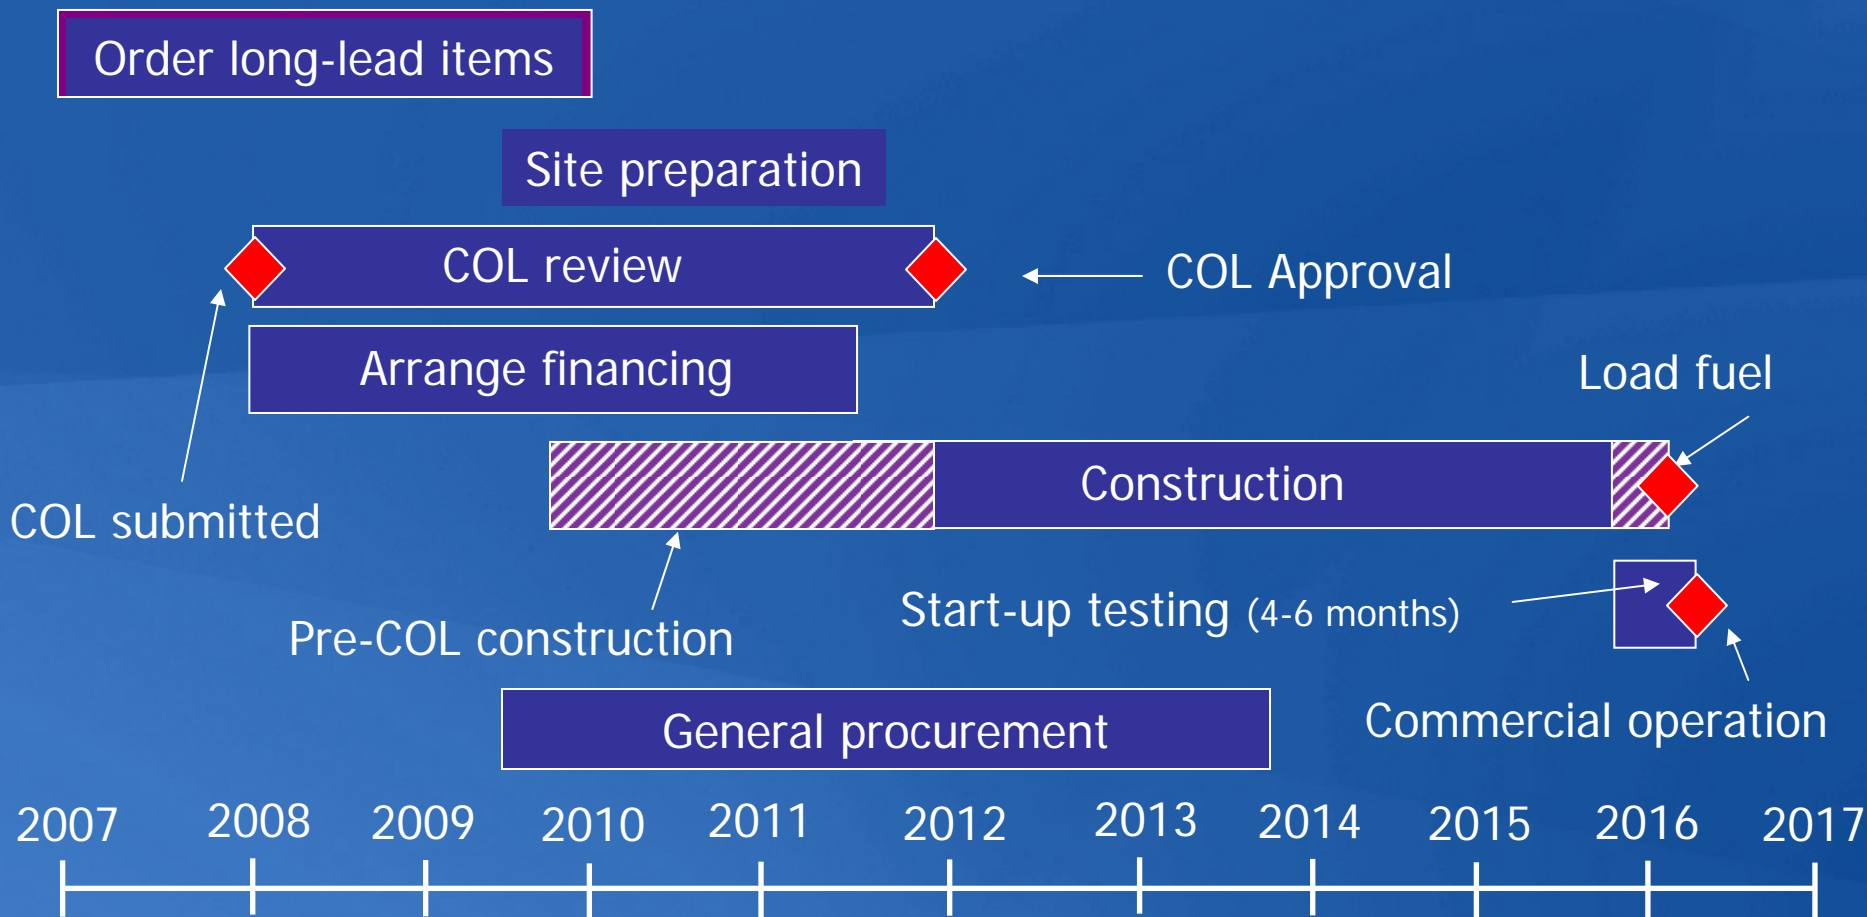 Order long-lead items
Site preparation
COL review
COL Approval
Arrange financing
Load fuel
Construction
COL submitted
Start-up testing (4-6 months)
Pre-COL construction
Commercial operation
General procurement
2007 2008 2009 2010 2011 2012 2013 2014 2015 2016 2017